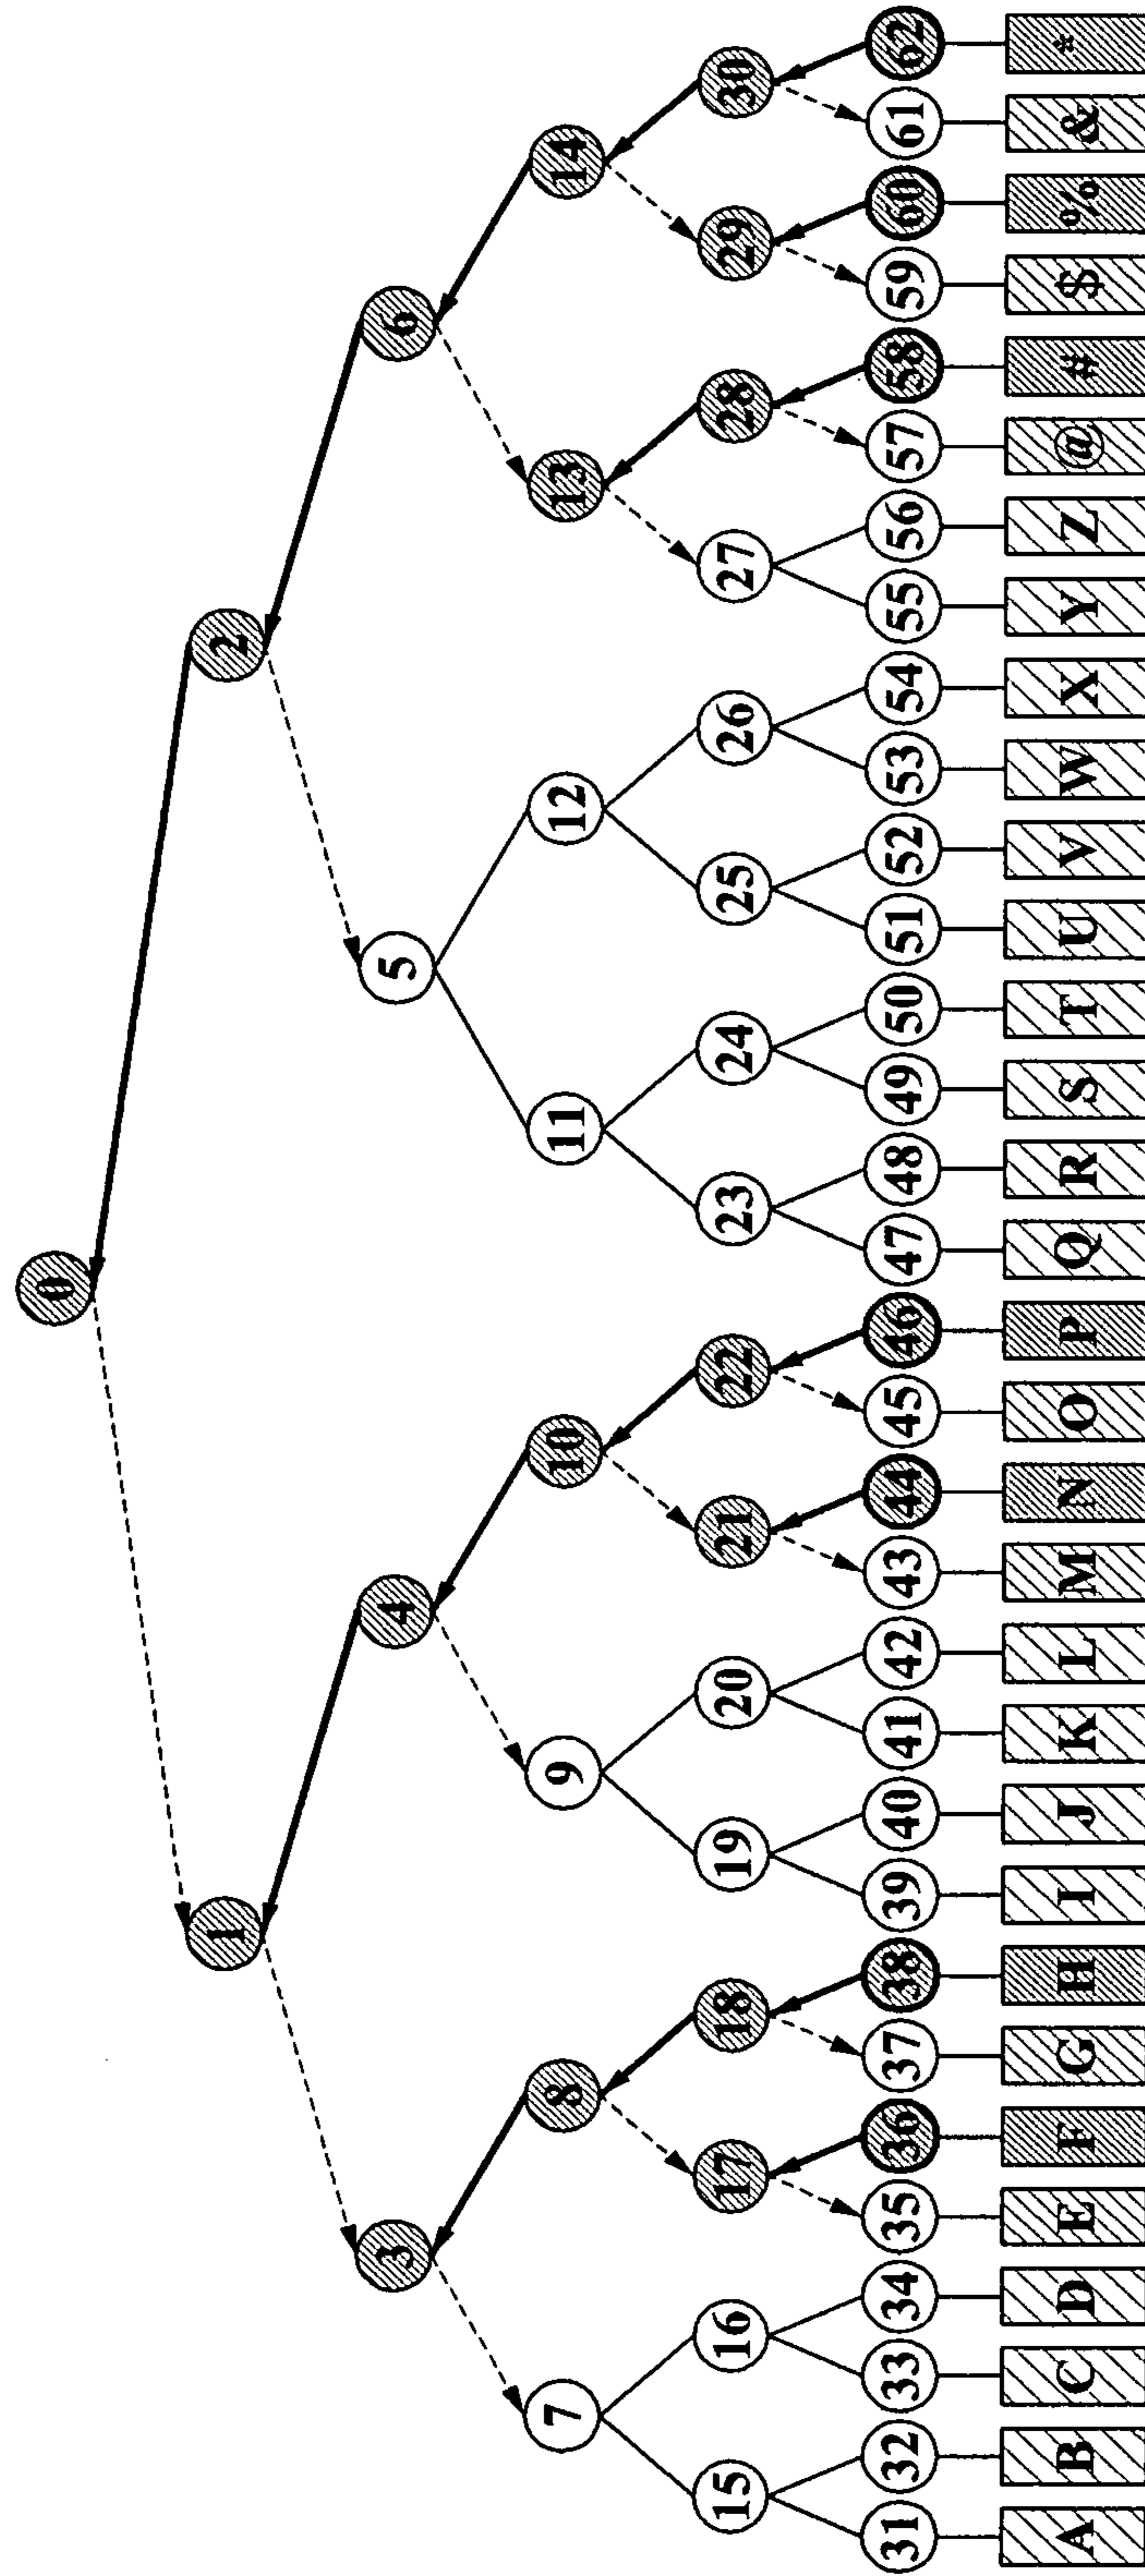 0
1 2
3 4 5 6
7 8 9 10 11 12 13 14
15 16 17 18 19 20 21 22 23 24 25 26 27 28 29 30
31 32 33 34 35 36 37 38 39 40 41 42 43 44 45 46 47 48 49 50 51 52 53 54 55 56 57 58 59 60 61 62
A B C D E F G H I J K L M N O P Q R S T U V W X Y Z @ # $ % & *